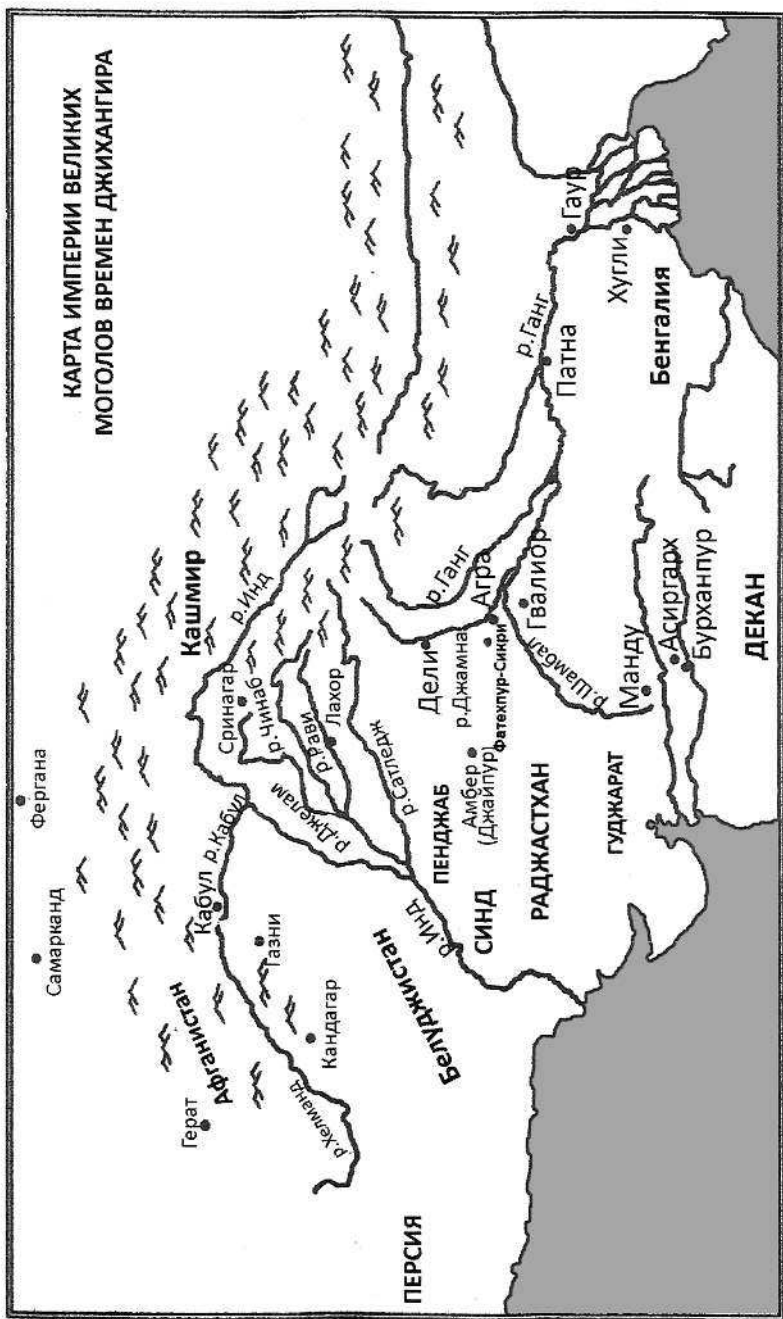 КАРТА ИМПЕРИИ ВЕЛИКИХ
МОГОЛОВ ВРЕМЕН ДЖИХАНГИРА
Самарканд
Фергана
Герат
Афганистан
Кабул
р.Кабул
Газни
Кандагар
р.Хелманд
Кашмир
р.Инд
Сринагар
р.Чинаб
р.Рави
Лахор
р.Джелам
р.Сатледж
ПЕРСИЯ
Белуджистан
р.Инд
ПЕНДЖАБ
СИНД
Дели
р.Джамна
Фатехпур-Сикри
Амбер
(Джайпур)
РАДЖАСТХАН
р.Ганг
Агра
Гвалиор
р.Шамбал
р.Ганг
Патна
Гаур
Хугли
Бенгалия
ГУДЖАРАТ
Манду
Асиргарх
Бурханпур
ДЕКАН